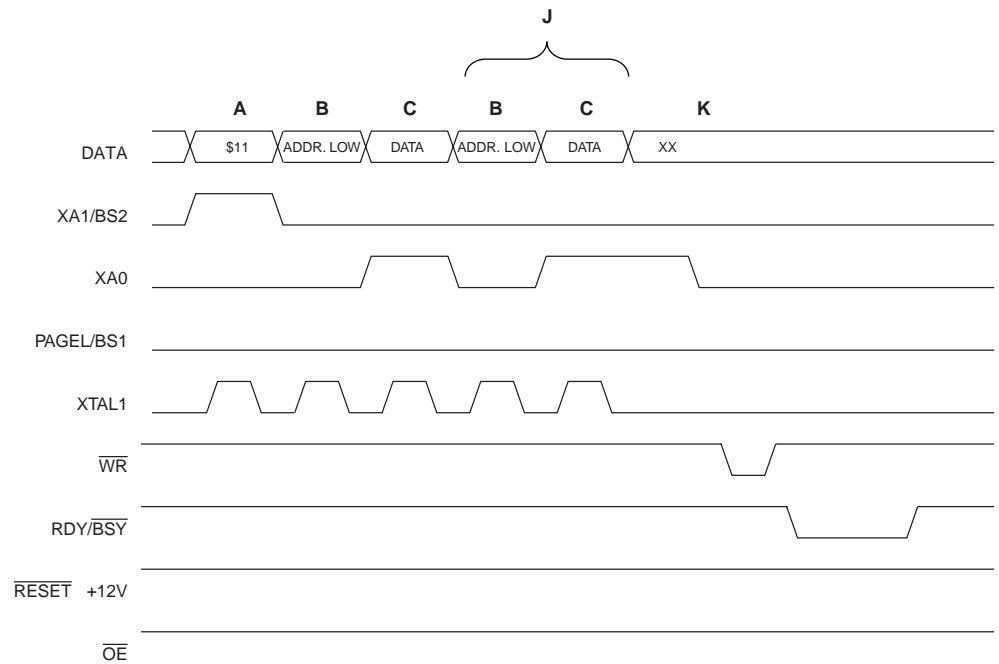 J
A B C B C K
DATA $11 ADDR. LOW DATA ADDR. LOW DATA XX
XA1/BS2
XA0
PAGEL/BS1
XTAL1
WR
RDY/BSY
RESET +12V
OE